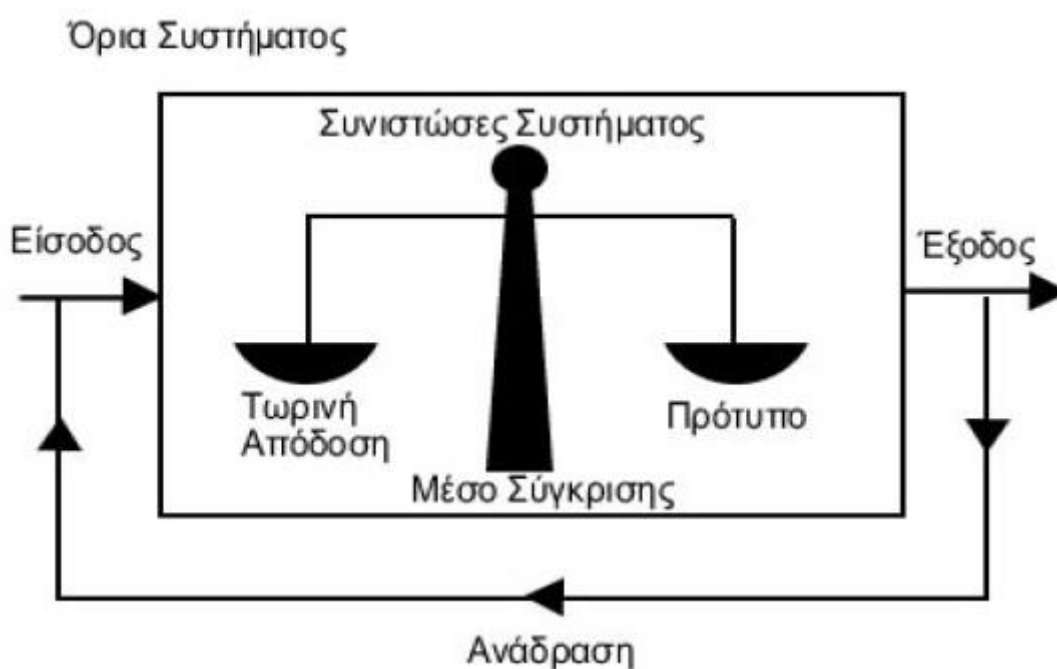 Όρια Συστήματος
Συνιστώσες Συστήματος
Είσοδος
Έξοδος
Τωρινή
Απόδοση
Πρότυπο
Μέσο Σύγκρισης
Ανάδραση